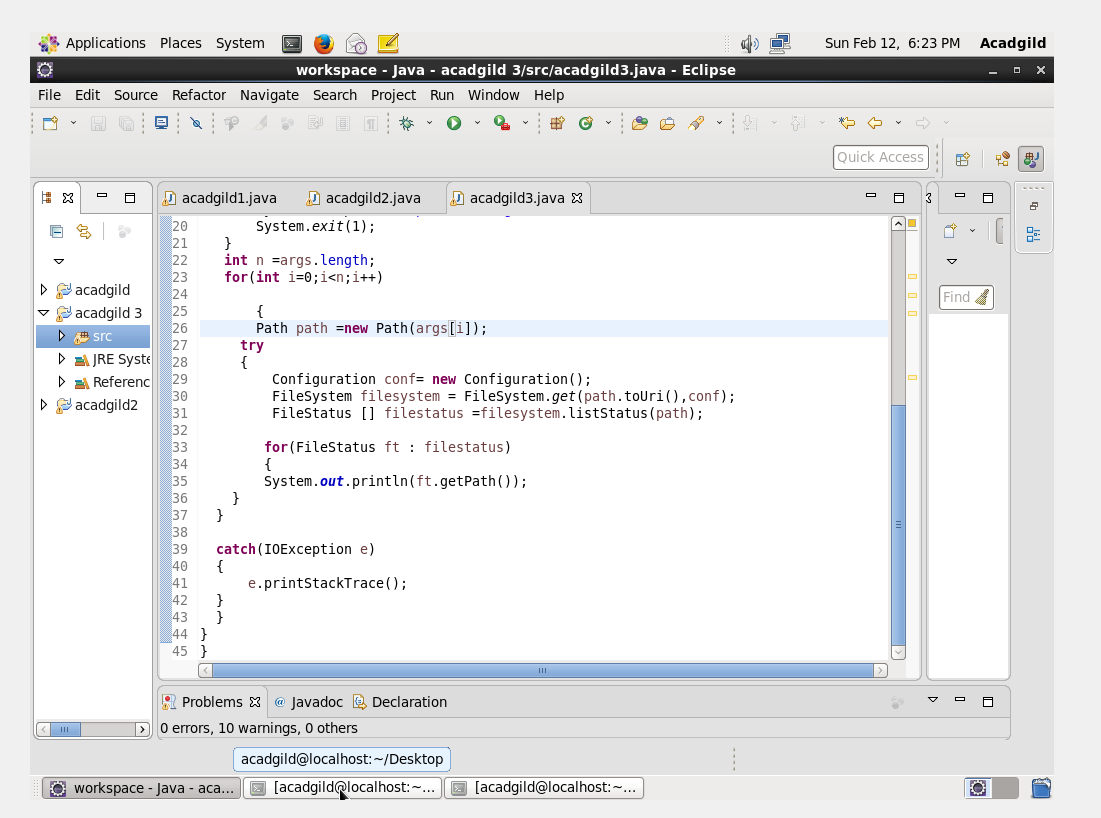 Applications Places System Sun Feb 12, 6:23 PM Acadgild
workspace - Java - acadgild 3/src/acadgild3.java - Eclipse
File Edit Source Refactor Navigate Search Project Run Window Help
Quick Access
acadgild1.java acadgild2.java acadgild3.java
acadgild
acadgild 3
src
JRE Syste
Referenc
acadgild2
20 System.exit(1);
21 }
22 int n =args.length;
23 for(int i=0;i<n;i++)
24
25 {
26 Path path =new Path(args[i]);
27 try
28 {
29 Configuration conf= new Configuration();
30 FileSystem filesystem = FileSystem.get(path.toUri(),conf);
31 FileStatus [] filestatus =filesystem.listStatus(path);
32
33 for(FileStatus ft : filestatus)
34 {
35 System.out.println(ft.getPath());
36 }
37 }
38
39 catch(IOException e)
40 {
41 e.printStackTrace();
42 }
43 }
44 }
45 }
Find
Problems @ Javadoc Declaration
0 errors, 10 warnings, 0 others
acadgild@localhost:~/Desktop
workspace - Java - aca... [acadgild@localhost:~... [acadgild@localhost:~...